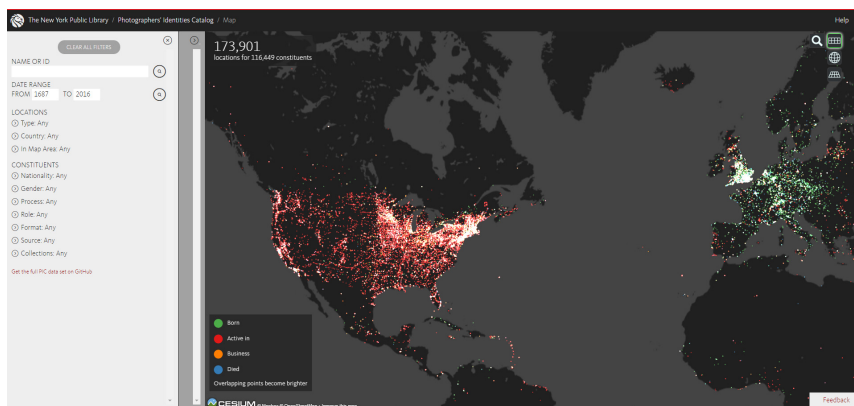 The New York Public Library / Photographers' Identities Catalog / Map
Help
CLEAR ALL FILTERS
NAME OR ID
DATE RANGE
FROM 1687 TO 2016
LOCATIONS
Type: Any
Country: Any
In Map Area: Any
CONSTITUENTS
Nationality: Any
Gender: Any
Process: Any
Role: Any
Format: Any
Source: Any
Collections: Any
Get the full PIC data set on GitHub
173,901
locations for 116,449 constituents
Born
Active in
Business
Died
Overlapping points become brighter
CESIUM
Feedback